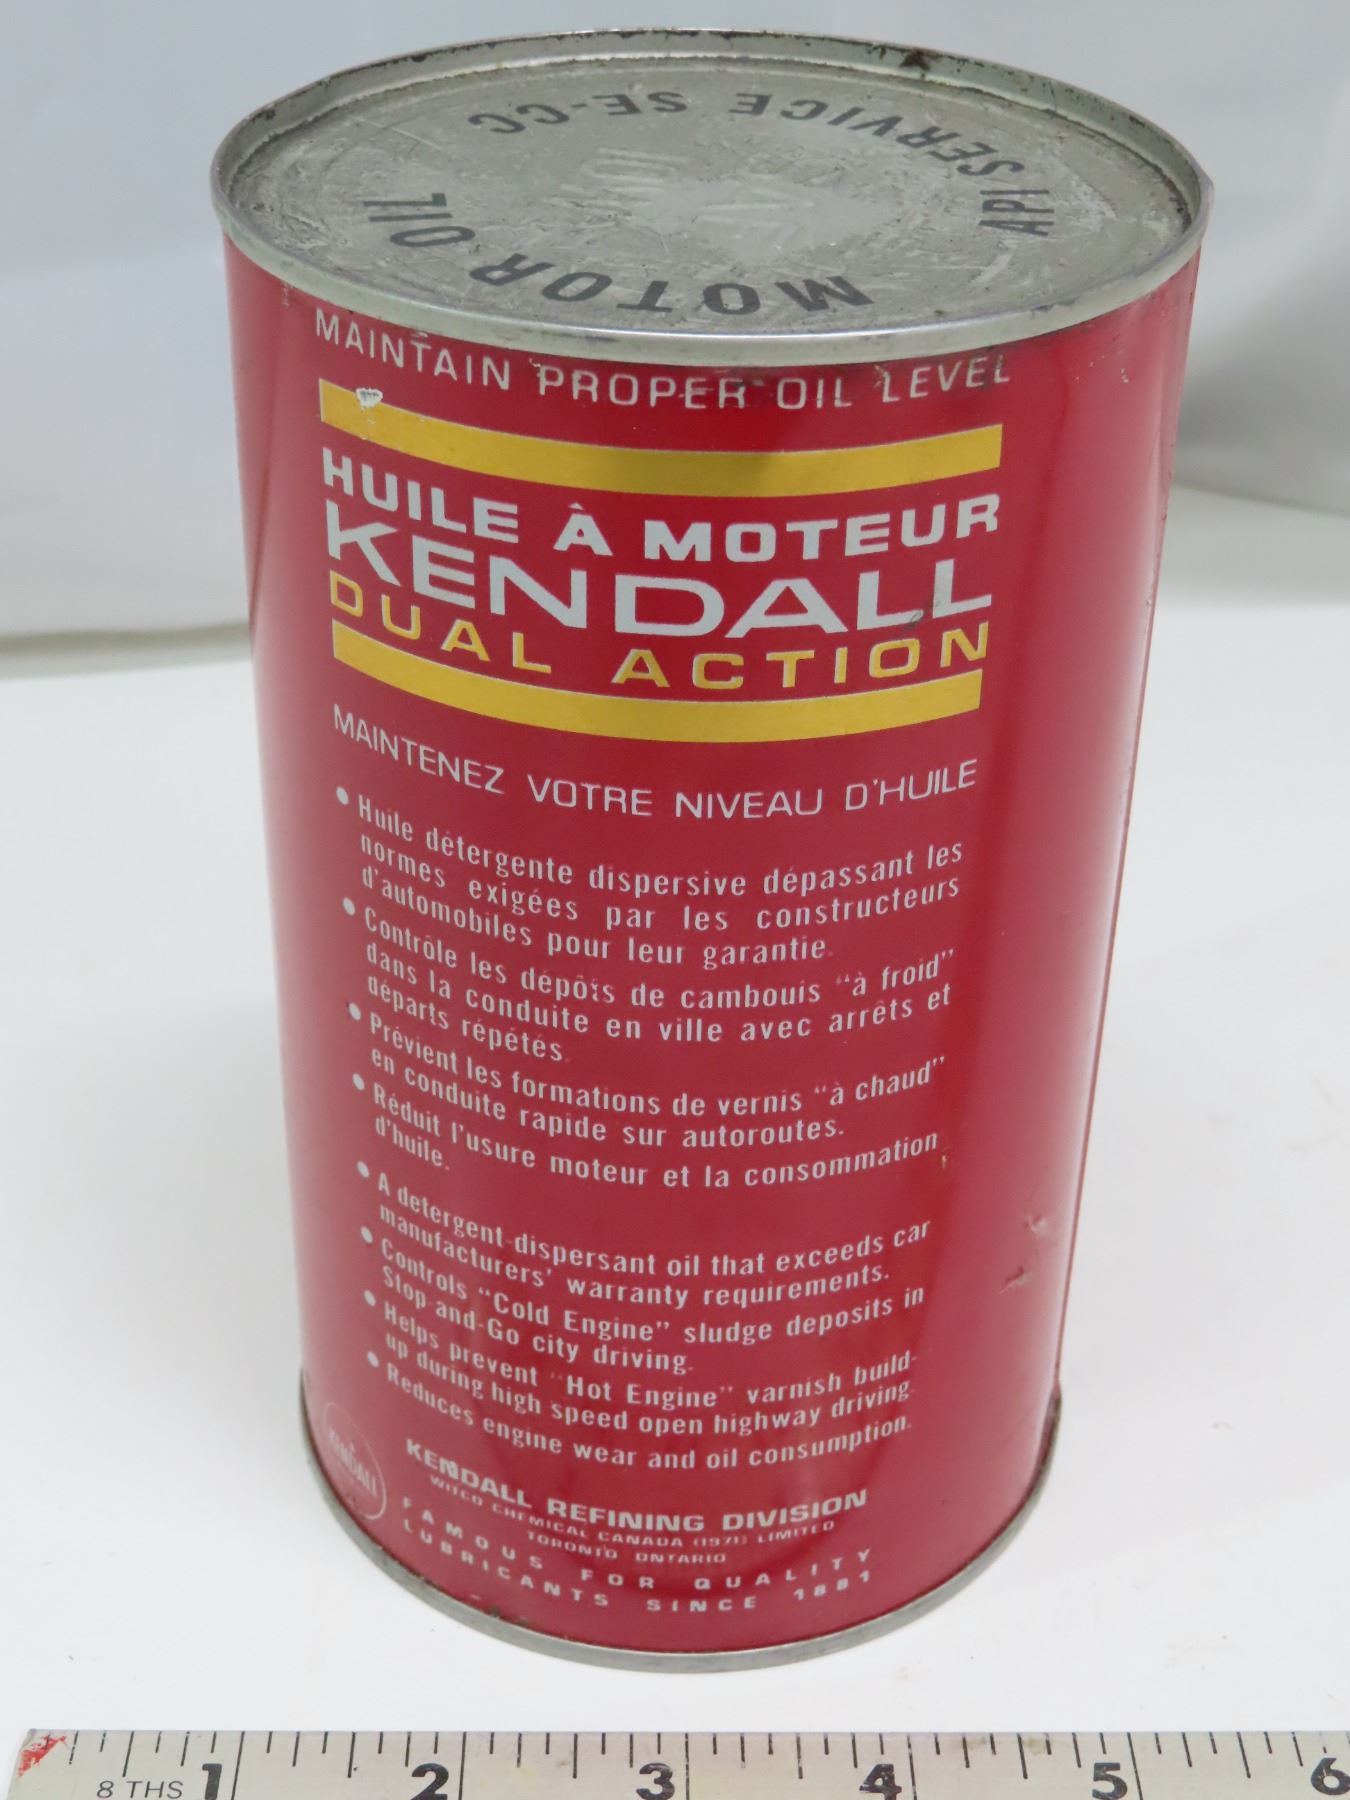 API SERVICE SE-CC
MOTOR OIL
MAINTAIN PROPER OIL LEVEL
HUILE À MOTEUR
KENDALL
DUAL ACTION
MAINTENEZ VOTRE NIVEAU D'HUILE
• Huile détergente dispersive dépassant les
normes exigées par les constructeurs
d'automobiles pour leur garantie.
• Contrôle les dépôts de cambouis "à froid"
dans la conduite en ville avec arrêts et
départs répétés.
• Prévient les formations de vernis "à chaud"
en conduite rapide sur autoroutes.
• Réduit l'usure moteur et la consommation
d'huile.
• A detergent-dispersant oil that exceeds car
manufacturers' warranty requirements.
• Controls "Cold Engine" sludge deposits in
Stop-and-Go city driving.
• Helps prevent "Hot Engine" varnish build-
up during high speed open highway driving.
• Reduces engine wear and oil consumption.
KENDALL
KENDALL REFINING DIVISION
WITCO CHEMICAL CANADA (1971) LIMITED
TORONTO ONTARIO
FAMOUS FOR QUALITY
LUBRICANTS SINCE 1881
8 THS 1 2 3 4 5 6